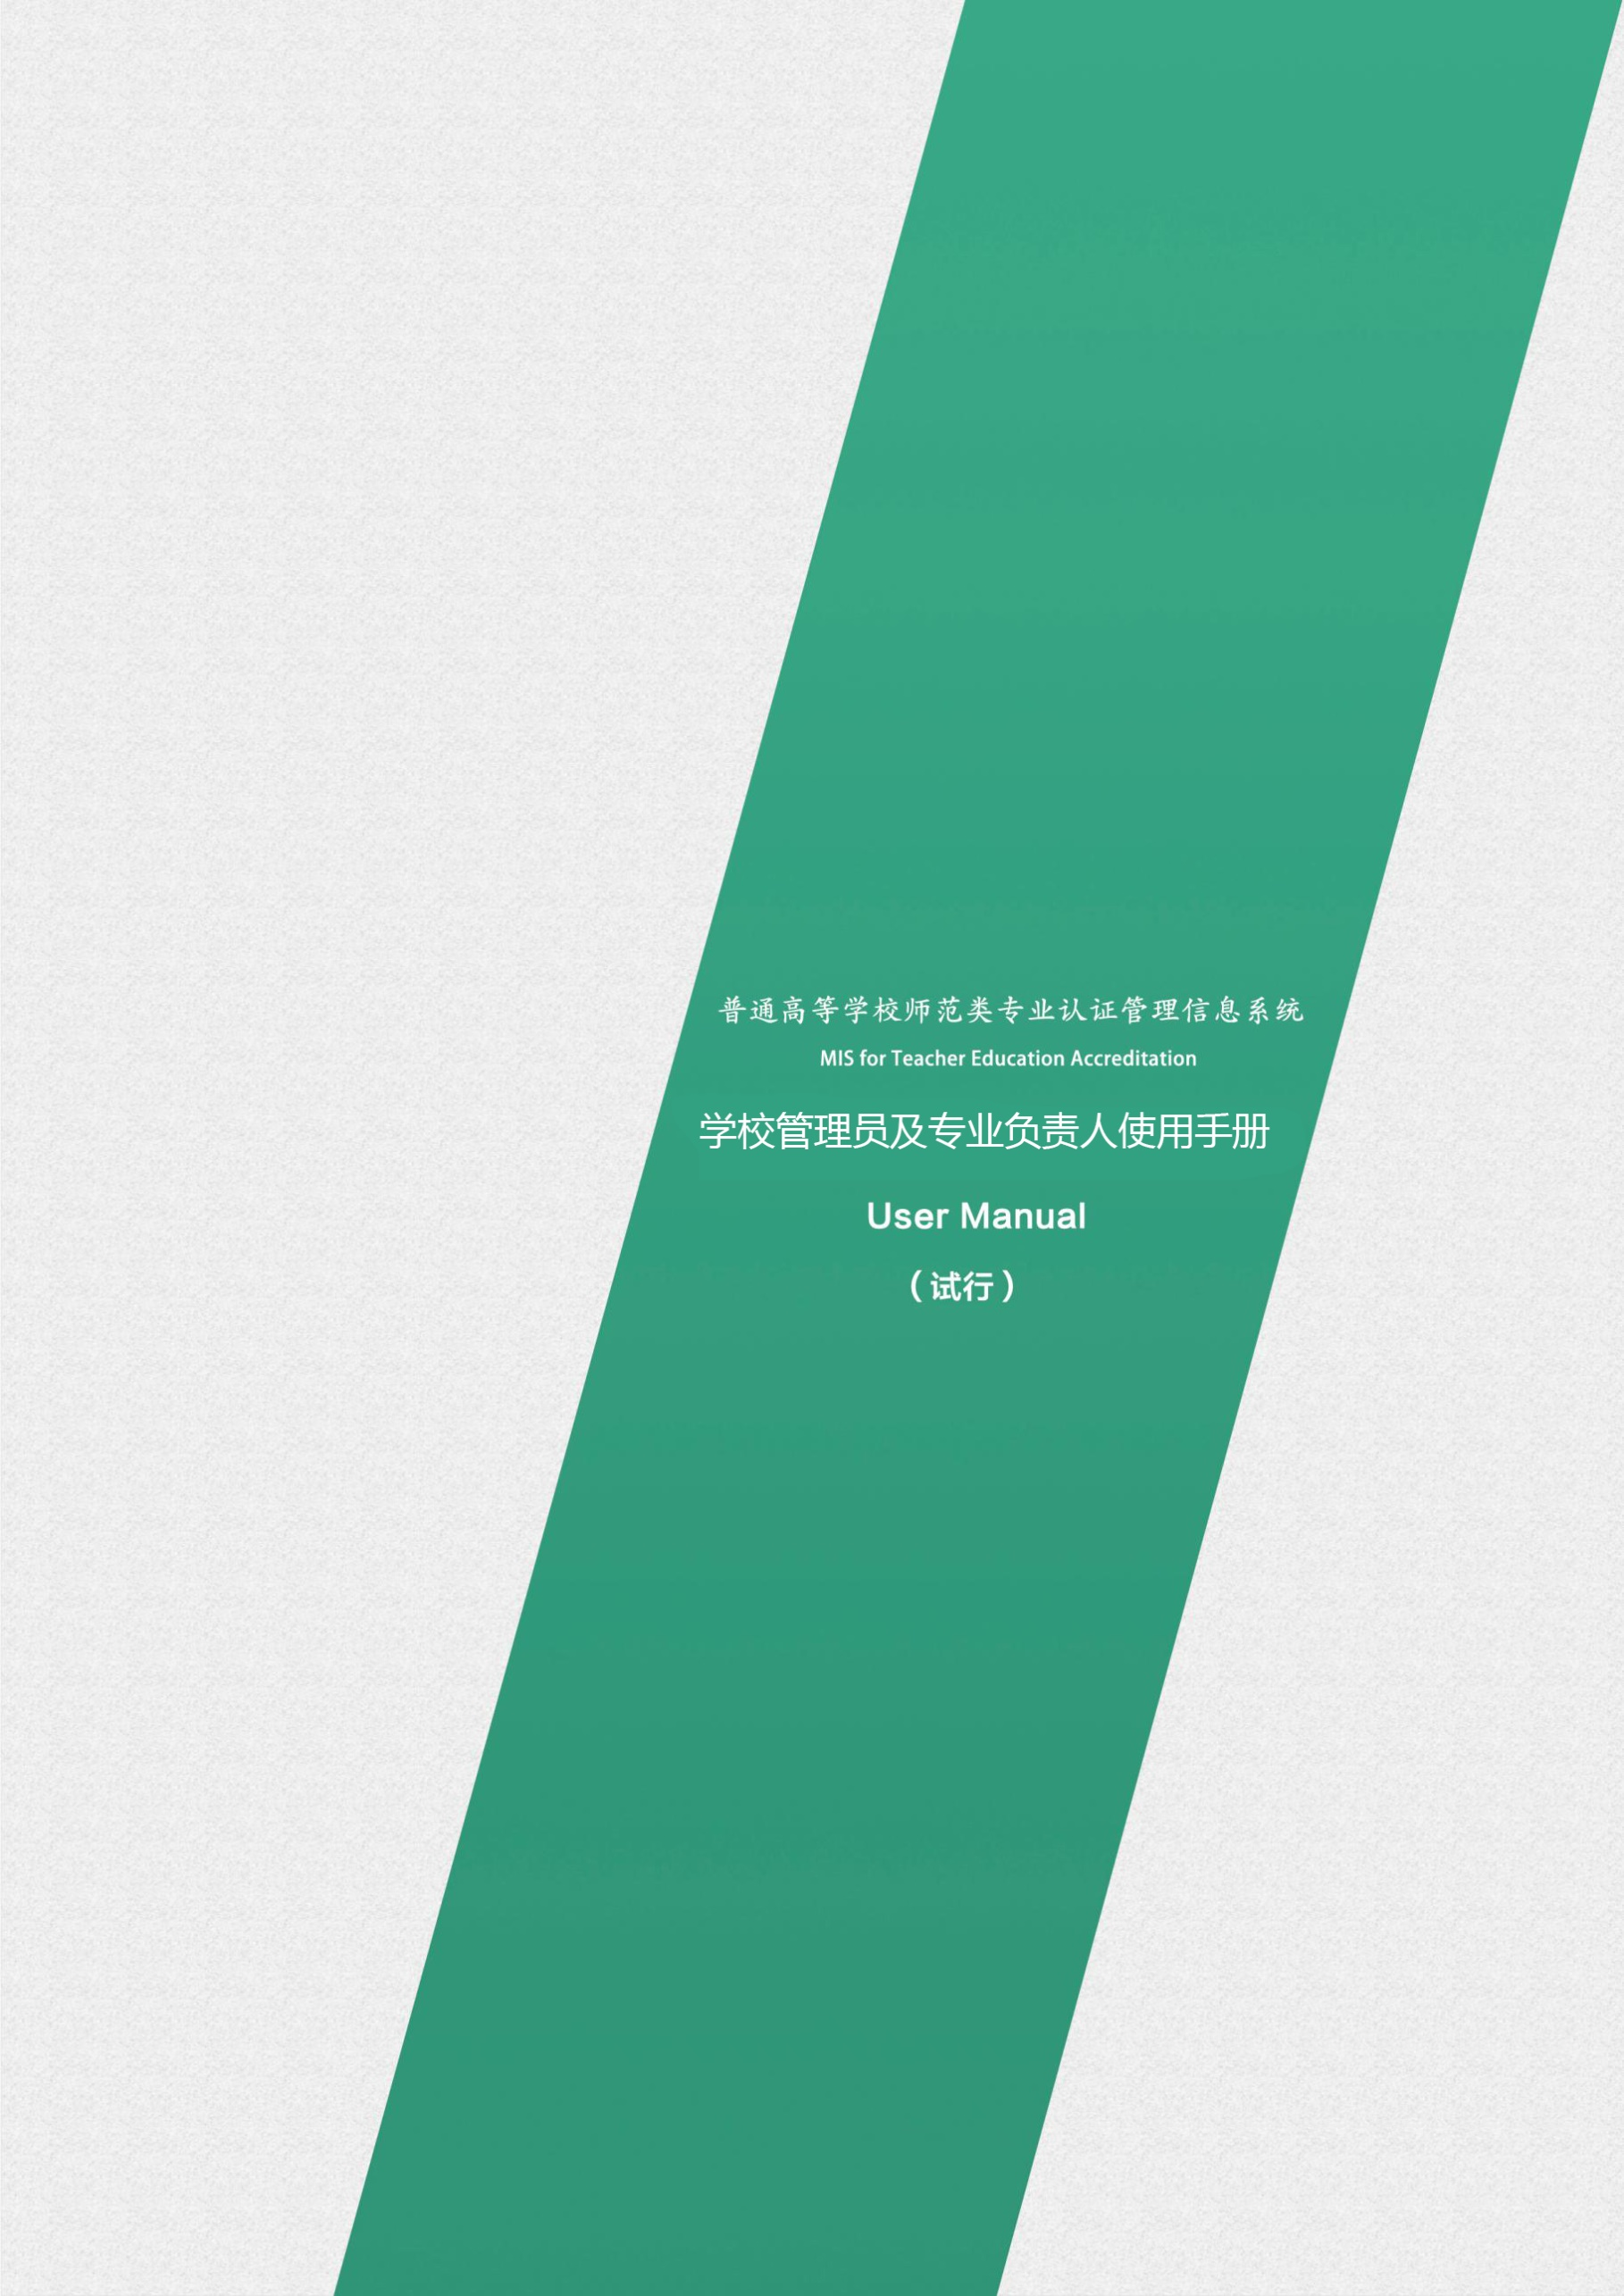 普通高等学校师范类专业认证管理信息系统
MIS for Teacher Education Accreditation
学校管理员及专业负责人使用手册
User Manual
（试行）